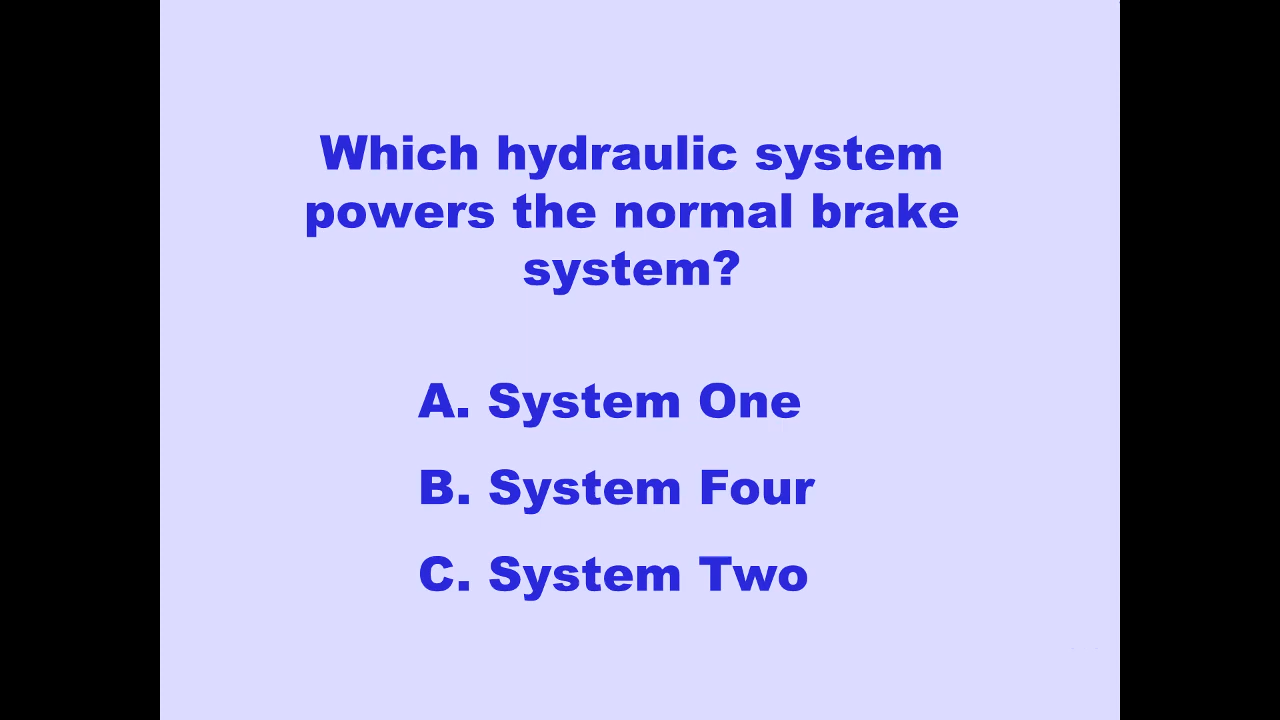 Which hydraulic system
powers the normal brake
system?
A. System One
B. System Four
C. System Two